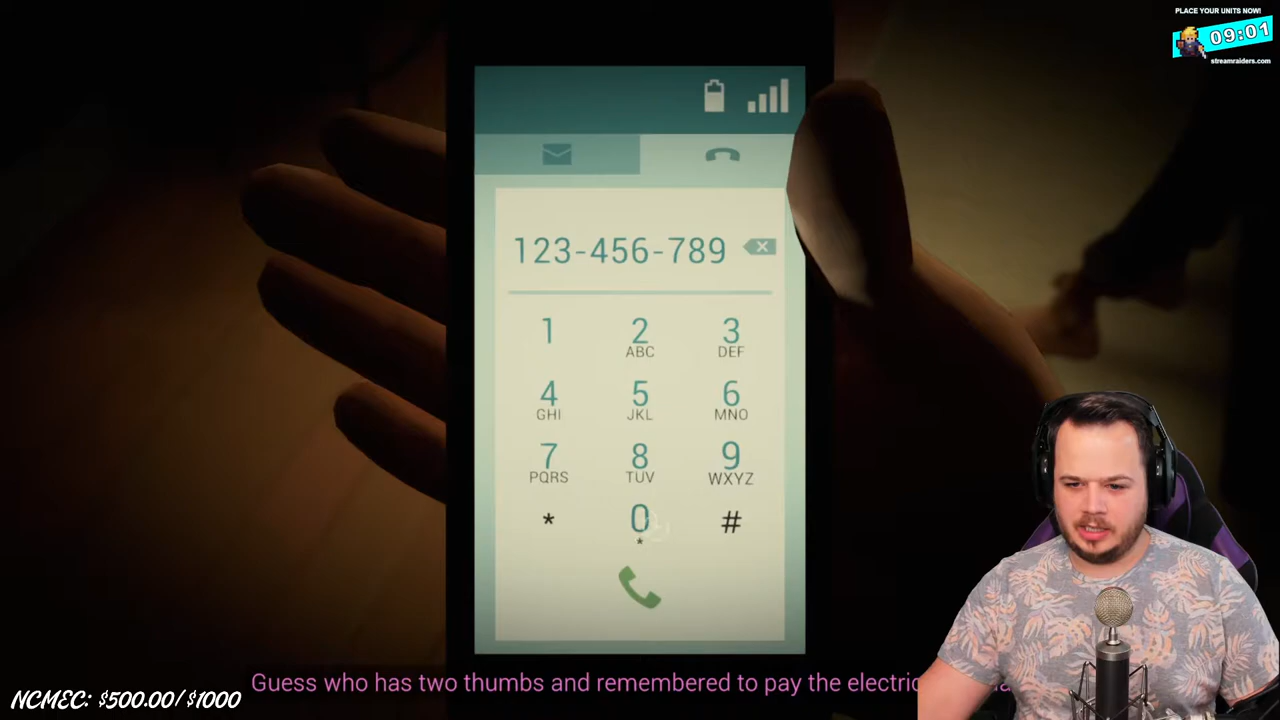 PLACE YOUR UNITS NOW!
09:01
streamraiders.com
123-456-789
1
2
3
ABC
DEF
4
5
6
GHI
JKL
MNO
7
8
9
PQRS
TUV
WXYZ
*
0
#
*
Guess who has two thumbs and remembered to pay the electric
NCMEC: $500.00/$1000